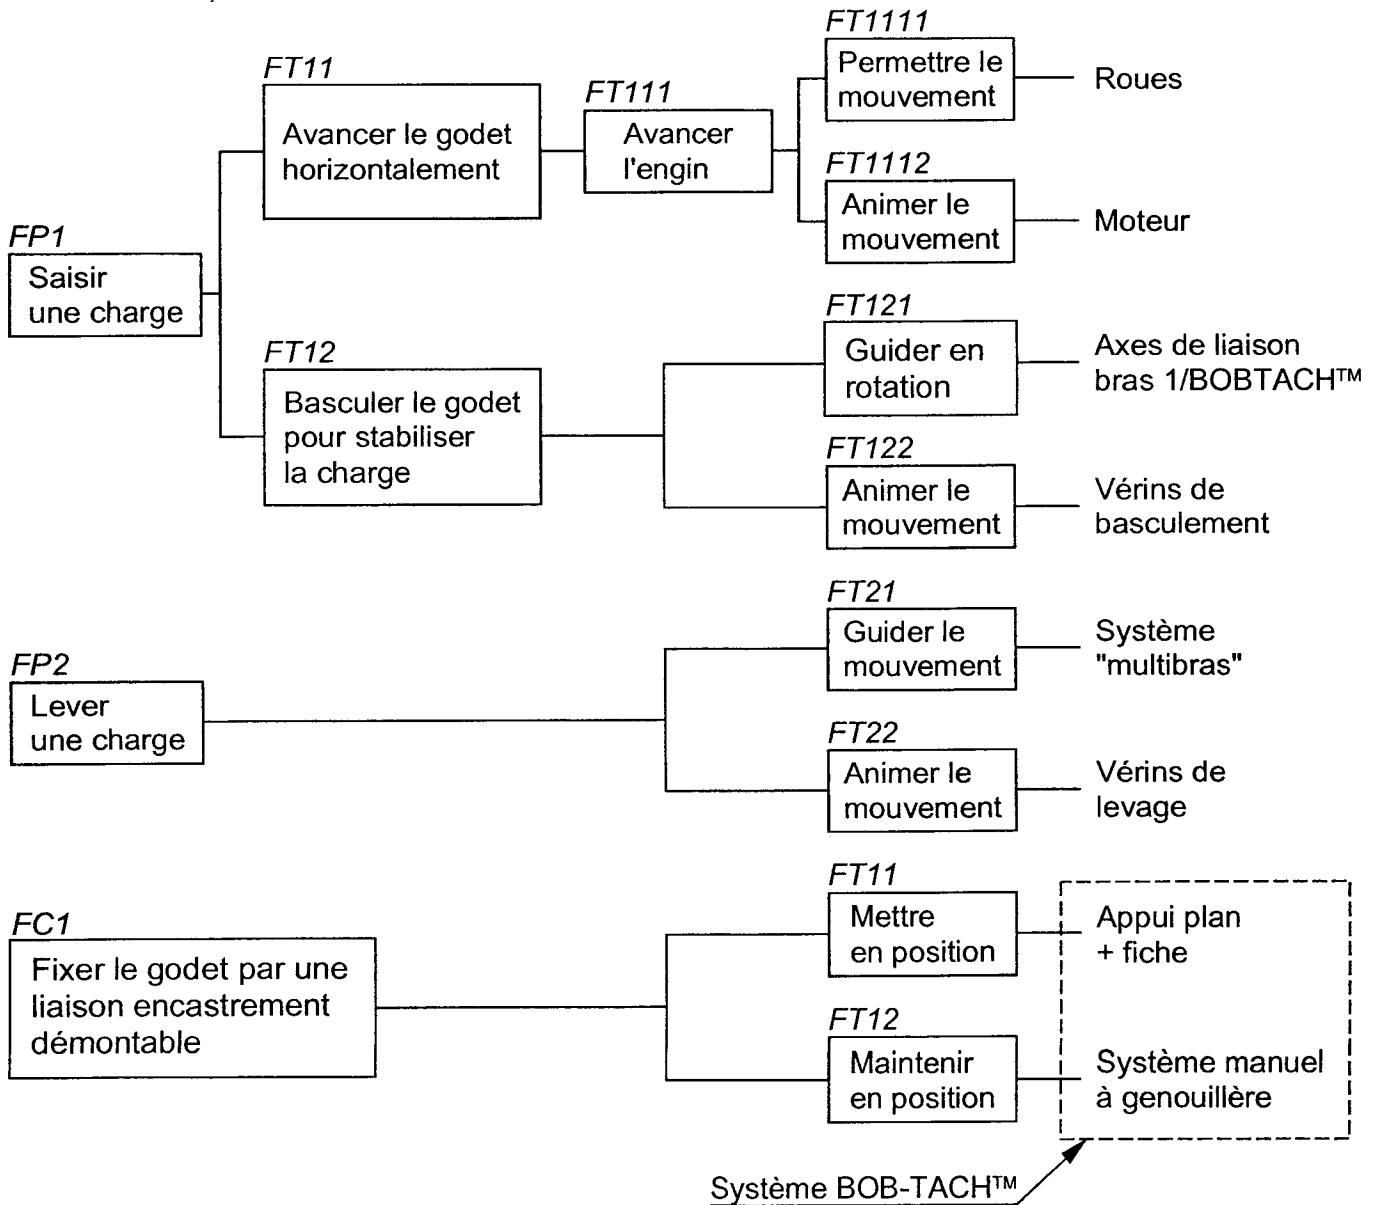 FP1
Saisir
une charge
FT11
Avancer le godet
horizontalement
FT111
Avancer
l'engin
FT1111
Permettre le
mouvement
Roues
FT1112
Animer le
mouvement
Moteur
FT12
Basculer le godet
pour stabiliser
la charge
FT121
Guider en
rotation
Axes de liaison
bras 1/BOBTACH™
FT122
Animer le
mouvement
Vérins de
basculement
FP2
Lever
une charge
FT21
Guider le
mouvement
Système
"multibras"
FT22
Animer le
mouvement
Vérins de
levage
FC1
Fixer le godet par une
liaison encastrement
démontable
FT11
Mettre
en position
Appui plan
+ fiche
FT12
Maintenir
en position
Système manuel
à genouillère
Système BOB-TACH™